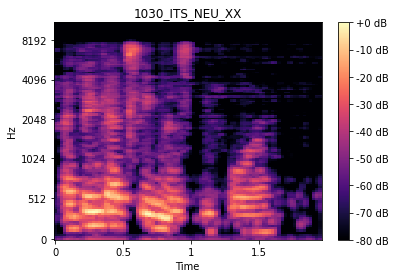 1030_ITS_NEU_XX
+0 dB
8192
-10 dB
4096
-20 dB
-30 dB
2048
Hz
-40 dB
1024
-50 dB
512
-60 dB
-70 dB
0
-80 dB
0
0.5
1
1.5
Time